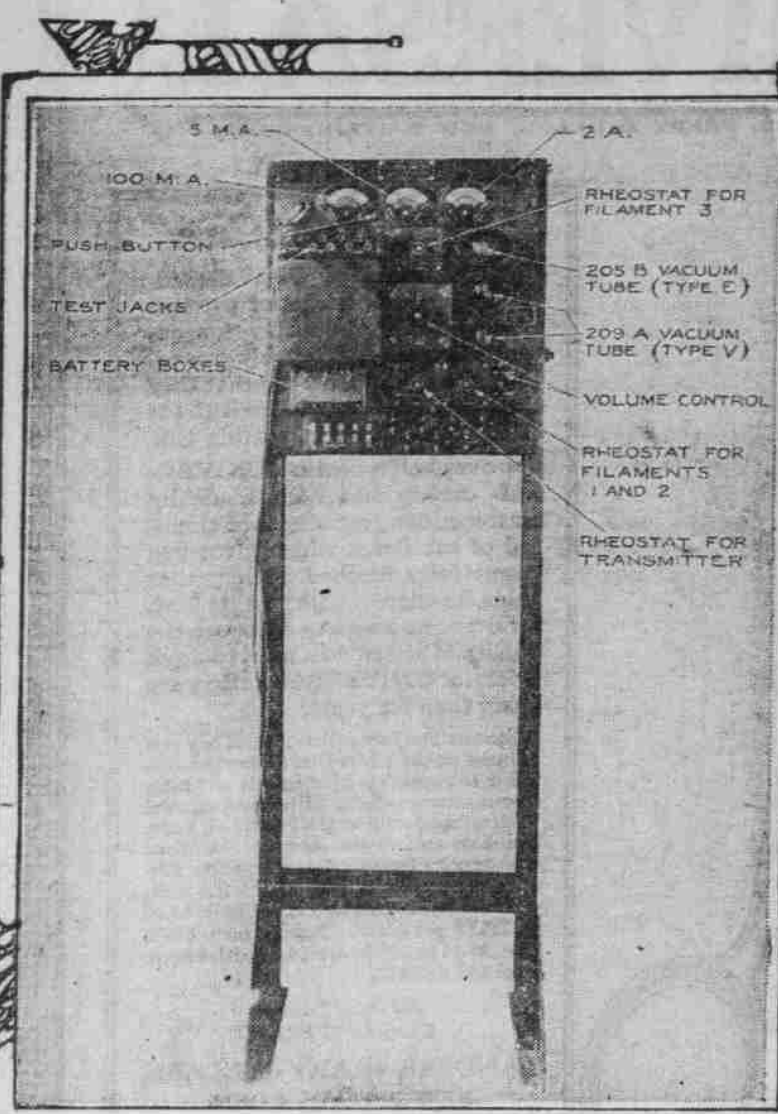 5 M.A.
2 A.
100 M.A.
RHEOSTAT FOR
FILAMENT 3
PUSH BUTTON
205 B VACUUM
TUBE (TYPE E)
TEST JACKS
209 A VACUUM
TUBE (TYPE V)
BATTERY BOXES
VOLUME CONTROL
RHEOSTAT FOR
FILAMENTS
1 AND 2
RHEOSTAT FOR
TRANSMITTER